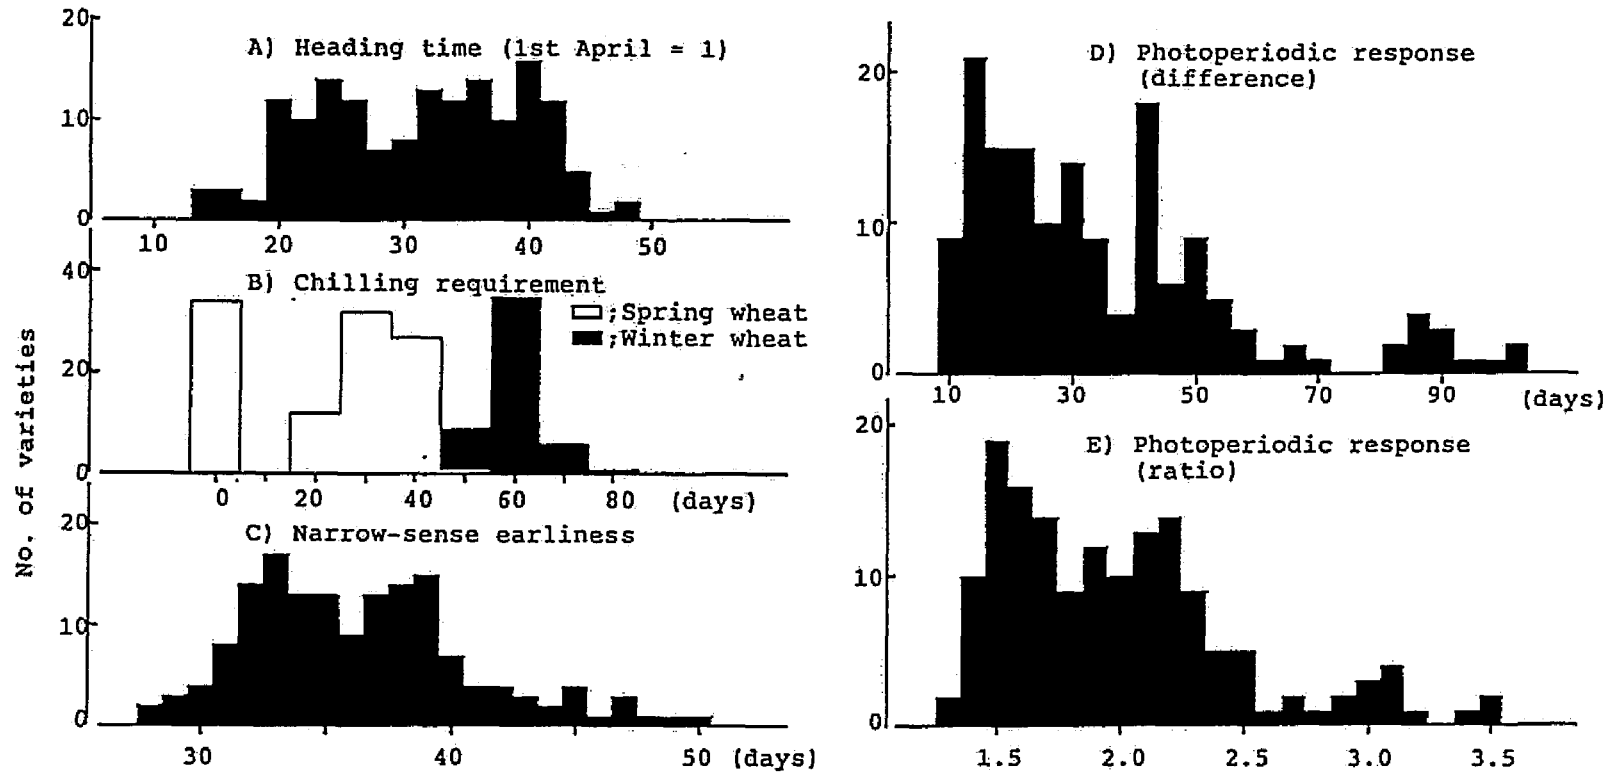 No. of varieties
A) Heading time (1st April = 1)
20
10
0
10 20 30 40 50
B) Chilling requirement
□;Spring wheat
■;Winter wheat
40
20
0
0 20 40 60 80 (days)
C) Narrow-sense earliness
20
10
0
30 40 50 (days)
D) Photoperiodic response
(difference)
20
10
0
10 30 50 70 90 (days)
E) Photoperiodic response
(ratio)
20
10
0
1.5 2.0 2.5 3.0 3.5